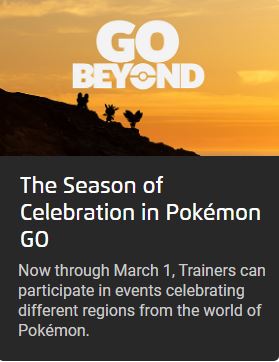 GO
BEYOND
The Season of
Celebration in Pokémon
GO
Now through March 1, Trainers can
participate in events celebrating
different regions from the world of
Pokémon.